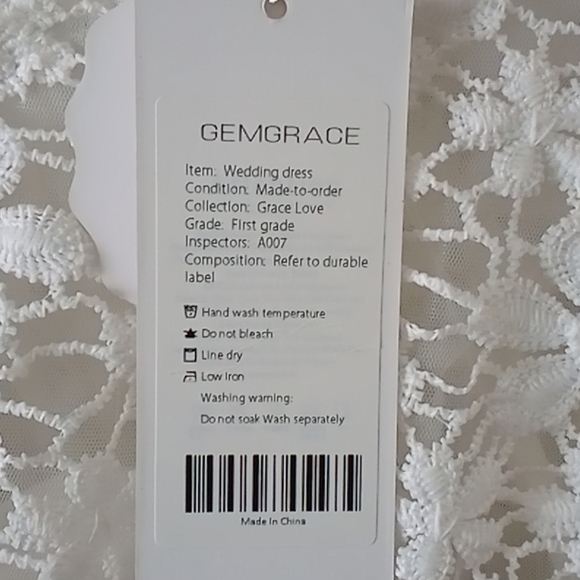 GEMGRACE
Item: Wedding dress
Condition: Made-to-order
Collection: Grace Love
Grade: First grade
Inspectors: A007
Composition: Refer to durable
label
Hand wash temperature
Do not bleach
Line dry
Low Iron
Washing warning:
Do not soak Wash separately
Made In China